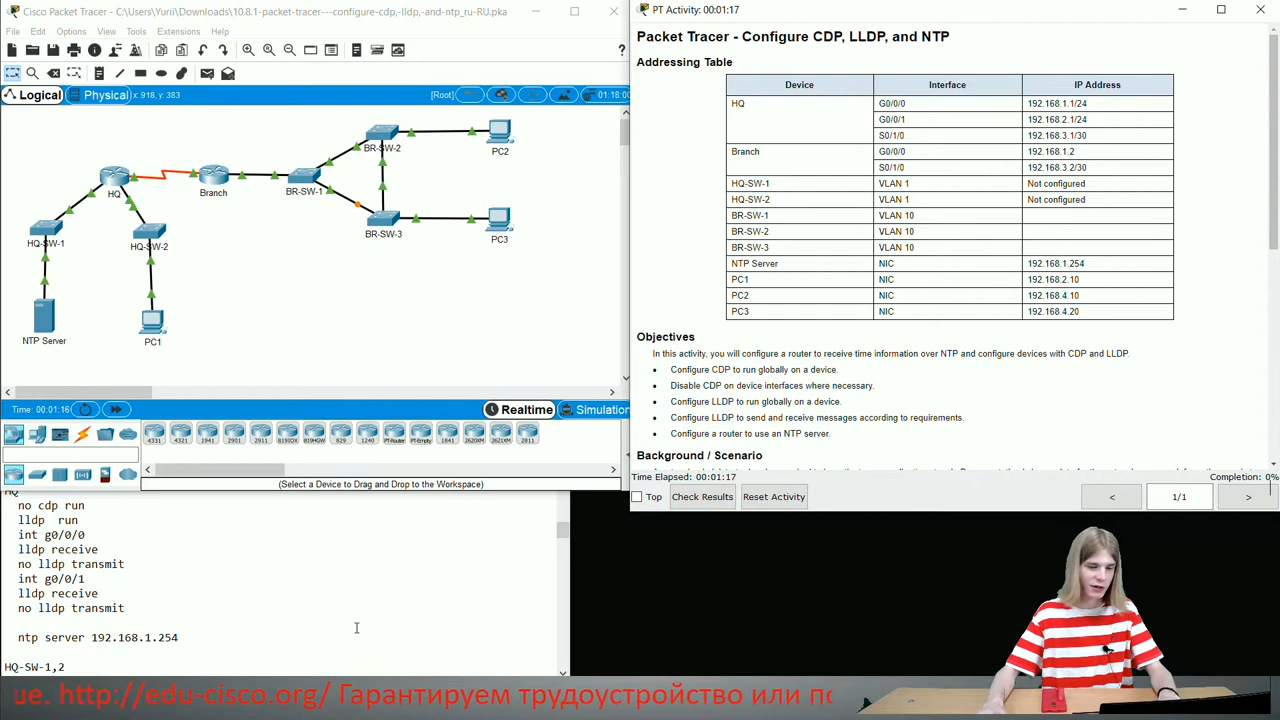 Cisco Packet Tracer - C:\Users\Yurii\Downloads\10.8.1-packet-tracer---configure-cdp,-lldp,-and-ntp_ru-RU.pka
File Edit Options View Tools Extensions Help
Logical Physical x: 918, y: 383 [Root] 01:18:00
BR-SW-2
PC2
BR-SW-1
HQ
Branch
BR-SW-3
PC3
HQ-SW-1
HQ-SW-2
NTP Server
PC1
Time: 00:01:16 Realtime Simulation
4331 4321 1941 2901 2911 819IOX 819HGW 829 1240 PT-Router PT-Empty 1841 2620XM 2621XM 2811
(Select a Device to Drag and Drop to the Workspace)
HQ
no cdp run
lldp run
int g0/0/0
lldp receive
no lldp transmit
int g0/0/1
lldp receive
no lldp transmit
ntp server 192.168.1.254
HQ-SW-1,2
PT Activity: 00:01:17
Packet Tracer - Configure CDP, LLDP, and NTP
Addressing Table
Device Interface IP Address
HQ G0/0/0 192.168.1.1/24
G0/0/1 192.168.2.1/24
S0/1/0 192.168.3.1/30
Branch G0/0/0 192.168.1.2
S0/1/0 192.168.3.2/30
HQ-SW-1 VLAN 1 Not configured
HQ-SW-2 VLAN 1 Not configured
BR-SW-1 VLAN 10
BR-SW-2 VLAN 10
BR-SW-3 VLAN 10
NTP Server NIC 192.168.1.254
PC1 NIC 192.168.2.10
PC2 NIC 192.168.4.10
PC3 NIC 192.168.4.20
Objectives
In this activity, you will configure a router to receive time information over NTP and configure devices with CDP and LLDP.
• Configure CDP to run globally on a device.
• Disable CDP on device interfaces where necessary.
• Configure LLDP to run globally on a device.
• Configure LLDP to send and receive messages according to requirements.
• Configure a router to use an NTP server.
Background / Scenario
Time Elapsed: 00:01:17 Completion: 0%
Top Check Results Reset Activity < 1/1 >
ue. http://edu-cisco.org/ Гарантируем трудоустройство или по